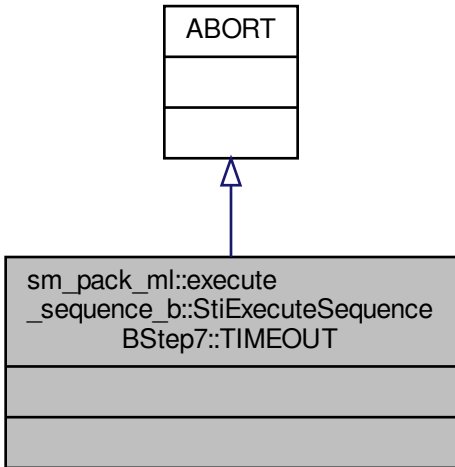 ABORT
sm_pack_ml::execute
_sequence_b::StiExecuteSequence
BStep7::TIMEOUT